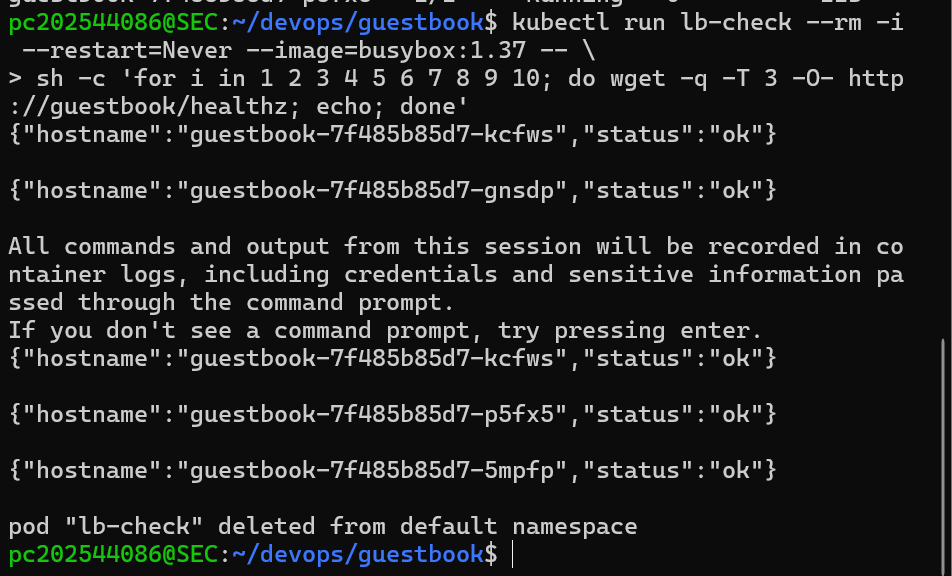 pc202544086@SEC:~/devops/guestbook$ kubectl run lb-check --rm -i
 --restart=Never --image=busybox:1.37 -- \
> sh -c 'for i in 1 2 3 4 5 6 7 8 9 10; do wget -q -T 3 -O- http
://guestbook/healthz; echo; done'
{"hostname":"guestbook-7f485b85d7-kcfws","status":"ok"}

{"hostname":"guestbook-7f485b85d7-gnsdp","status":"ok"}

All commands and output from this session will be recorded in co
ntainer logs, including credentials and sensitive information pa
ssed through the command prompt.
If you don't see a command prompt, try pressing enter.
{"hostname":"guestbook-7f485b85d7-kcfws","status":"ok"}

{"hostname":"guestbook-7f485b85d7-p5fx5","status":"ok"}

{"hostname":"guestbook-7f485b85d7-5mpfp","status":"ok"}

pod "lb-check" deleted from default namespace
pc202544086@SEC:~/devops/guestbook$